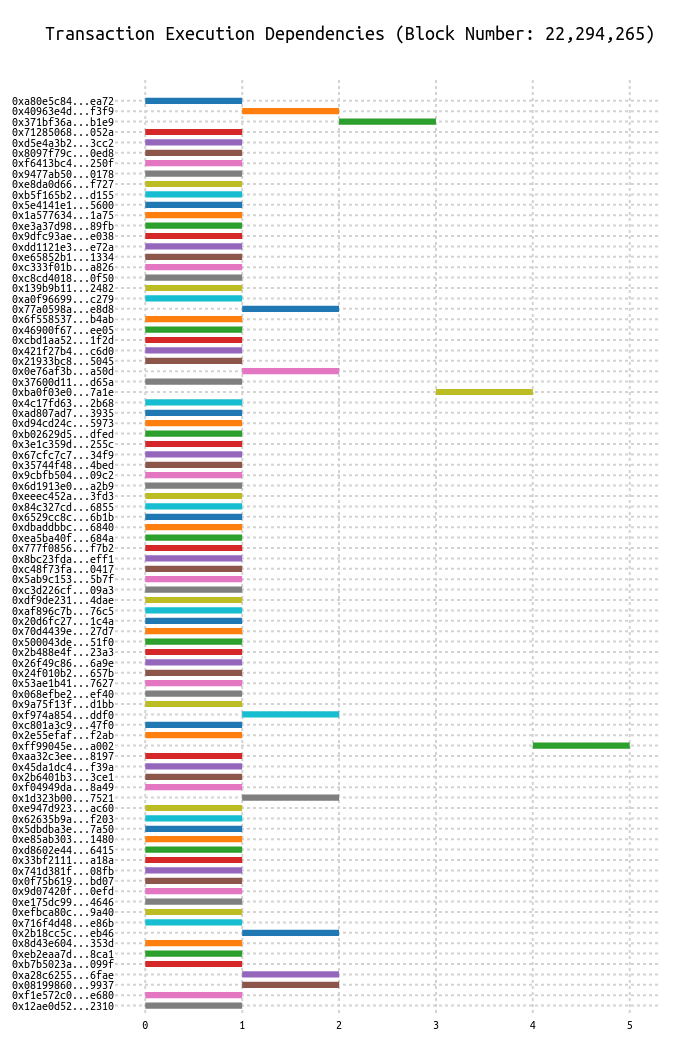 Transaction Execution Dependencies (Block Number: 22,294,265)
0xa80e5c84...ea72
0x40963e4d...f3f9
0x371bf36a...b1e9
0x71285068...052a
0xd5e4a3b2...3cc2
0x8097f79c...0ed8
0xf6413bc4...250f
0x9477ab50...0178
0xe8da0d66...f727
0xb5f165b2...d155
0x5e4141e1...5600
0x1a577634...1a75
0xe3a37d98...89fb
0x9dfc93ae...e038
0xdd1121e3...e72a
0xe65852b1...1334
0xc333f01b...a826
0xc8cd4018...0f50
0x139b9b11...2482
0xa0f96699...c279
0x77a0598a...e8d8
0x6f558537...b4ab
0x46900f67...ee05
0xcbd1aa52...1f2d
0x421f27b4...c6d0
0x21933bc8...5045
0x0e76af3b...a50d
0x37600d11...d65a
0xba0f03e0...7a1e
0x4c17fd63...2b68
0xad807ad7...3935
0xd94cd24c...5973
0xb02629d5...dfed
0x3e1c359d...255c
0x67cfc7c7...34f9
0x35744f48...4bed
0x9cbfb504...09c2
0x6d1913e0...a2b9
0xeeec452a...3fd3
0x84c327cd...6855
0x6529cc8c...6b1b
0xdbaddbbc...6840
0xea5ba40f...684a
0x777f0856...f7b2
0x8bc23fda...eff1
0xc48f73fa...0417
0x5ab9c153...5b7f
0xc3d226cf...09a3
0xdf9de231...4dae
0xaf896c7b...76c5
0x20d6fc27...1c4a
0x70d4439e...27d7
0x500043de...51f0
0x2b488e4f...23a3
0x26f49c86...6a9e
0x24f010b2...657b
0x53ae1b41...7627
0x068efbe2...ef40
0x9a75f13f...d1bb
0xf974a854...ddf0
0xc801a3c9...47f0
0x2e55efaf...f2ab
0xff99045e...a002
0xaa32c3ee...8197
0x45da1dc4...f39a
0x2b6401b3...3ce1
0xf04949da...8a49
0x1d323b00...7521
0xe947d923...ac60
0x62635b9a...f203
0x5dbdba3e...7a50
0xe85ab303...1480
0xd8602e44...6415
0x33bf2111...a18a
0x741d381f...08fb
0x0f75b619...bd07
0x9d07420f...0efd
0xe175dc99...4646
0xefbca80c...9a40
0x716f4d48...e86b
0x2b18cc5c...eb46
0x8d43e604...353d
0xeb2eaa7d...8ca1
0xb7b5023a...099f
0xa28c6255...6fae
0x08199860...9937
0xf1e572c0...e680
0x12ae0d52...2310
0 1 2 3 4 5